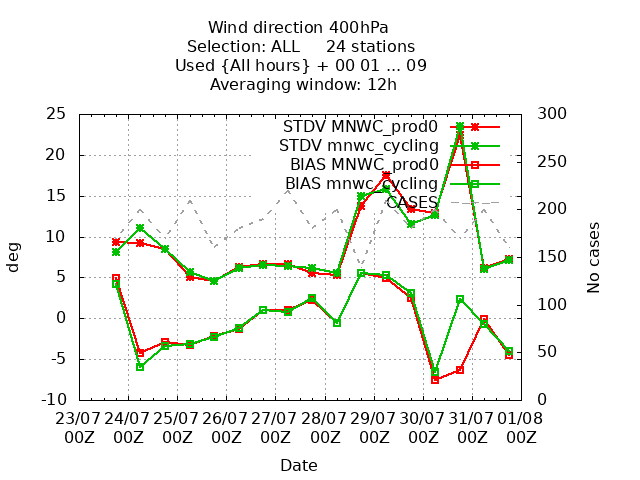 Wind direction 400hPa
Selection: ALL 24 stations
Used {All hours} + 00 01 ... 09
Averaging window: 12h
25
20
15
10
5
0
-5
-10
deg
300
250
200
150
100
50
0
No cases
STDV MNWC_prod0
STDV mnwc_cycling
BIAS MNWC_prod0
BIAS mnwc_cycling
CASES
23/07 24/07 25/07 26/07 27/07 28/07 29/07 30/07 31/07 01/08
00Z 00Z 00Z 00Z 00Z 00Z 00Z 00Z 00Z 00Z
Date